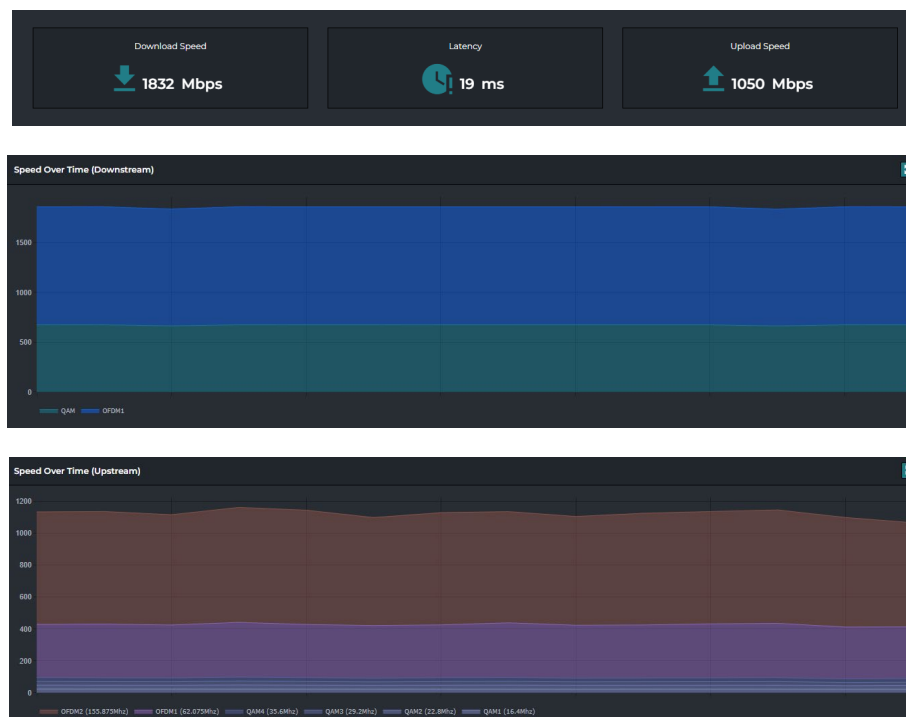 Download Speed
Latency
Upload Speed
1832 Mbps
19 ms
1050 Mbps
Speed Over Time (Downstream)
1500
1000
500
0
QAM OFDM1
Speed Over Time (Upstream)
1200
1000
800
600
400
200
0
OFDM2 (155.875Mhz) OFDM1 (62.075Mhz) QAM4 (35.6Mhz) QAM3 (29.2Mhz) QAM2 (22.8Mhz) QAM1 (16.4Mhz)